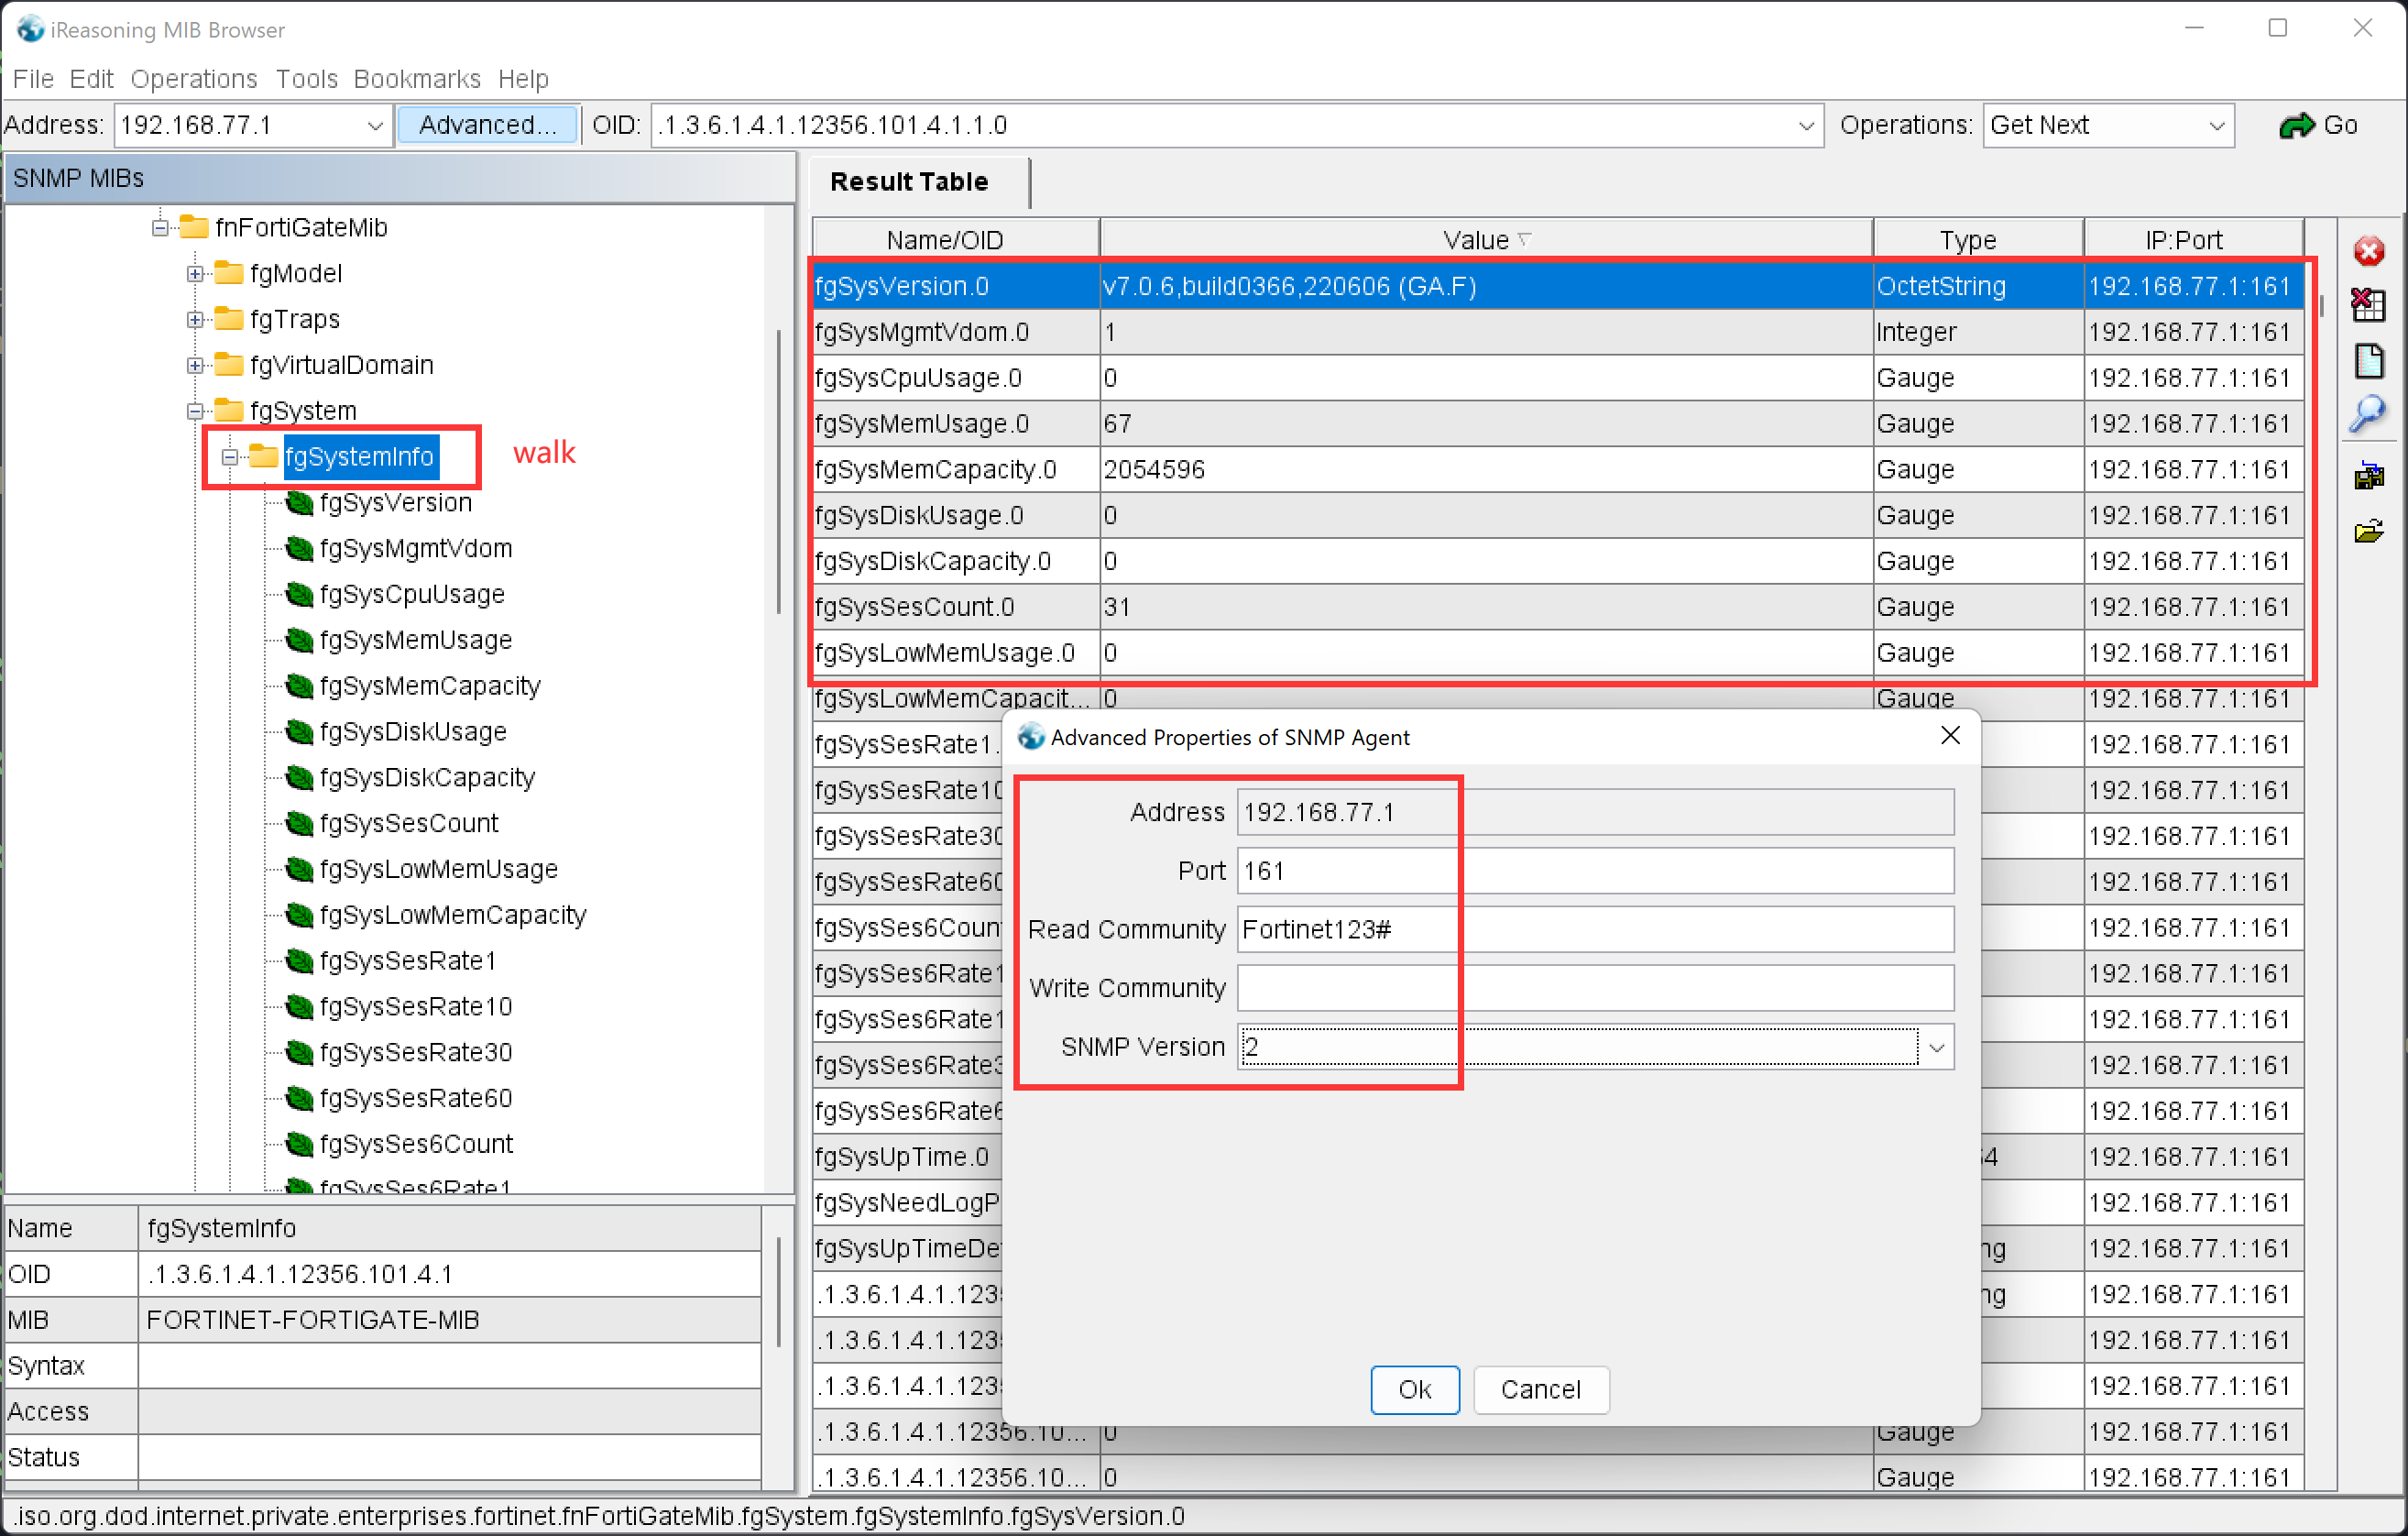 iReasoning MIB Browser
File Edit Operations Tools Bookmarks Help
Address: 192.168.77.1 Advanced... OID: .1.3.6.1.4.1.12356.101.4.1.1.0 Operations: Get Next Go
SNMP MIBs
fnFortiGateMib
fgModel
fgTraps
fgVirtualDomain
fgSystem
fgSystemInfo
walk
fgSysVersion
fgSysMgmtVdom
fgSysCpuUsage
fgSysMemUsage
fgSysMemCapacity
fgSysDiskUsage
fgSysDiskCapacity
fgSysSesCount
fgSysLowMemUsage
fgSysLowMemCapacity
fgSysSesRate1
fgSysSesRate10
fgSysSesRate30
fgSysSesRate60
fgSysSes6Count
fgSysSes6Rate1
Name fgSystemInfo
OID .1.3.6.1.4.1.12356.101.4.1
MIB FORTINET-FORTIGATE-MIB
Syntax
Access
Status
Result Table
Name/OID Value Type IP:Port
fgSysVersion.0 v7.0.6,build0366,220606 (GA.F) OctetString 192.168.77.1:161
fgSysMgmtVdom.0 1 Integer 192.168.77.1:161
fgSysCpuUsage.0 0 Gauge 192.168.77.1:161
fgSysMemUsage.0 67 Gauge 192.168.77.1:161
fgSysMemCapacity.0 2054596 Gauge 192.168.77.1:161
fgSysDiskUsage.0 0 Gauge 192.168.77.1:161
fgSysDiskCapacity.0 0 Gauge 192.168.77.1:161
fgSysSesCount.0 31 Gauge 192.168.77.1:161
fgSysLowMemUsage.0 0 Gauge 192.168.77.1:161
fgSysLowMemCapacit... 0 Gauge 192.168.77.1:161
fgSysSesRate1. 192.168.77.1:161
fgSysSesRate10 192.168.77.1:161
fgSysSesRate30 192.168.77.1:161
fgSysSesRate60 192.168.77.1:161
fgSysSes6Coun 192.168.77.1:161
fgSysSes6Rate1 192.168.77.1:161
fgSysSes6Rate1 192.168.77.1:161
fgSysSes6Rate3 192.168.77.1:161
fgSysSes6Rate6 192.168.77.1:161
fgSysUpTime.0 64 192.168.77.1:161
fgSysNeedLogP 192.168.77.1:161
fgSysUpTimeDe ng 192.168.77.1:161
.1.3.6.1.4.1.123 ng 192.168.77.1:161
.1.3.6.1.4.1.123 192.168.77.1:161
.1.3.6.1.4.1.123 192.168.77.1:161
.1.3.6.1.4.1.12356.10... 0 Gauge 192.168.77.1:161
.1.3.6.1.4.1.12356.10... 0 Gauge 192.168.77.1:161
Advanced Properties of SNMP Agent
Address 192.168.77.1
Port 161
Read Community Fortinet123#
Write Community
SNMP Version 2
Ok Cancel
.iso.org.dod.internet.private.enterprises.fortinet.fnFortiGateMib.fgSystem.fgSystemInfo.fgSysVersion.0